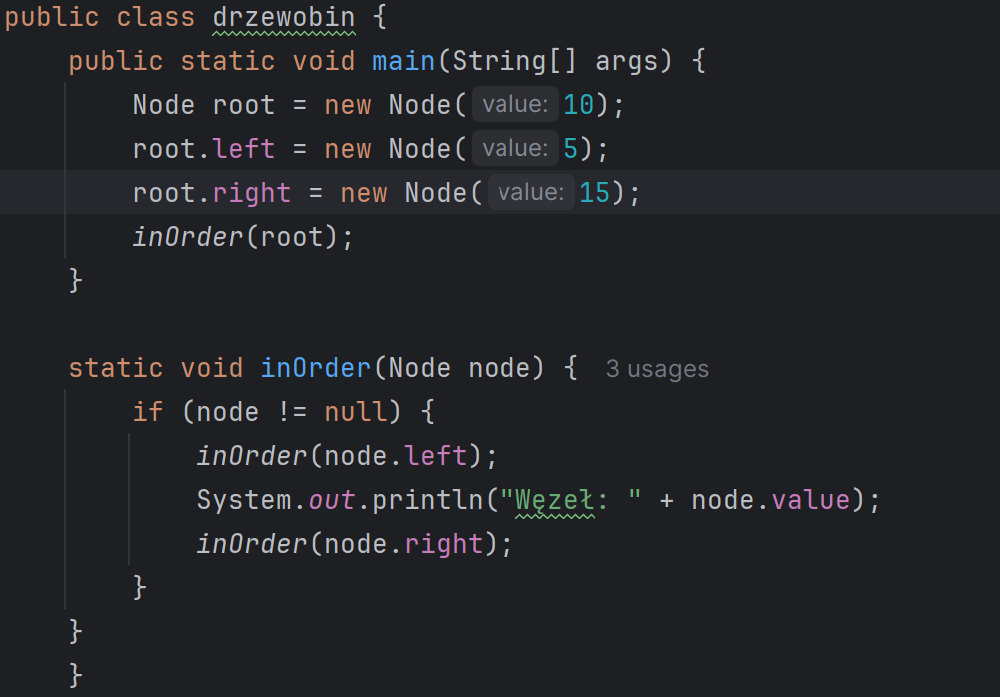 public class drzewobin {
    public static void main(String[] args) {
        Node root = new Node( value: 10);
        root.left = new Node( value: 5);
        root.right = new Node( value: 15);
        inOrder(root);
    }

    static void inOrder(Node node) {  3 usages
        if (node != null) {
            inOrder(node.left);
            System.out.println("Węzeł: " + node.value);
            inOrder(node.right);
        }
    }
    }